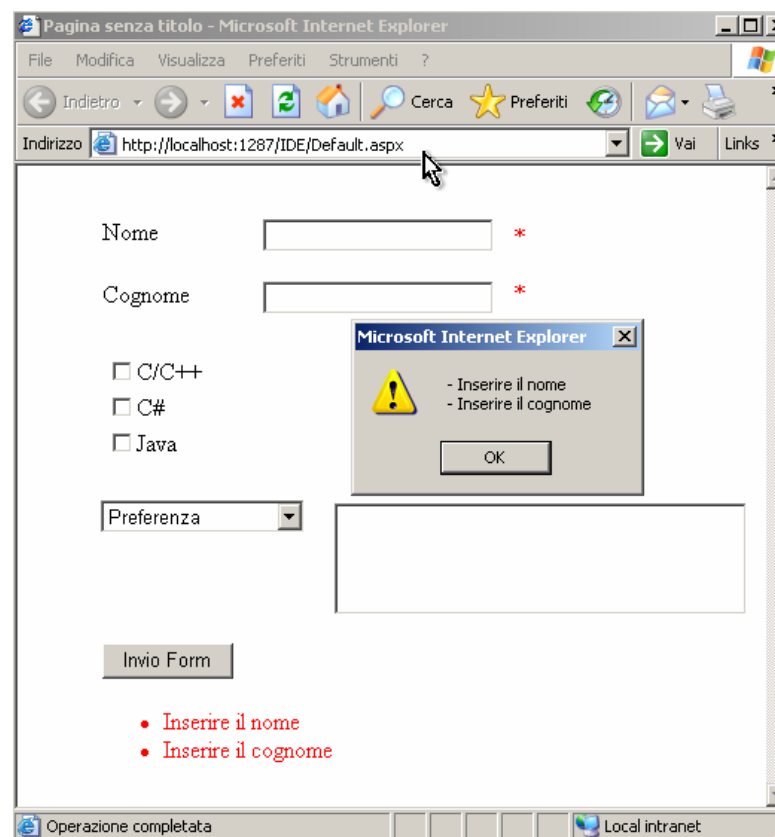 Pagina senza titolo - Microsoft Internet Explorer
File Modifica Visualizza Preferiti Strumenti ?
Indietro Cerca Preferiti
Indirizzo http://localhost:1287/IDE/Default.aspx Vai Links
Nome *
Cognome *
Microsoft Internet Explorer
- Inserire il nome
- Inserire il cognome
OK
C/C++
C#
Java
Preferenza
Invio Form
• Inserire il nome
• Inserire il cognome
Operazione completata Local intranet